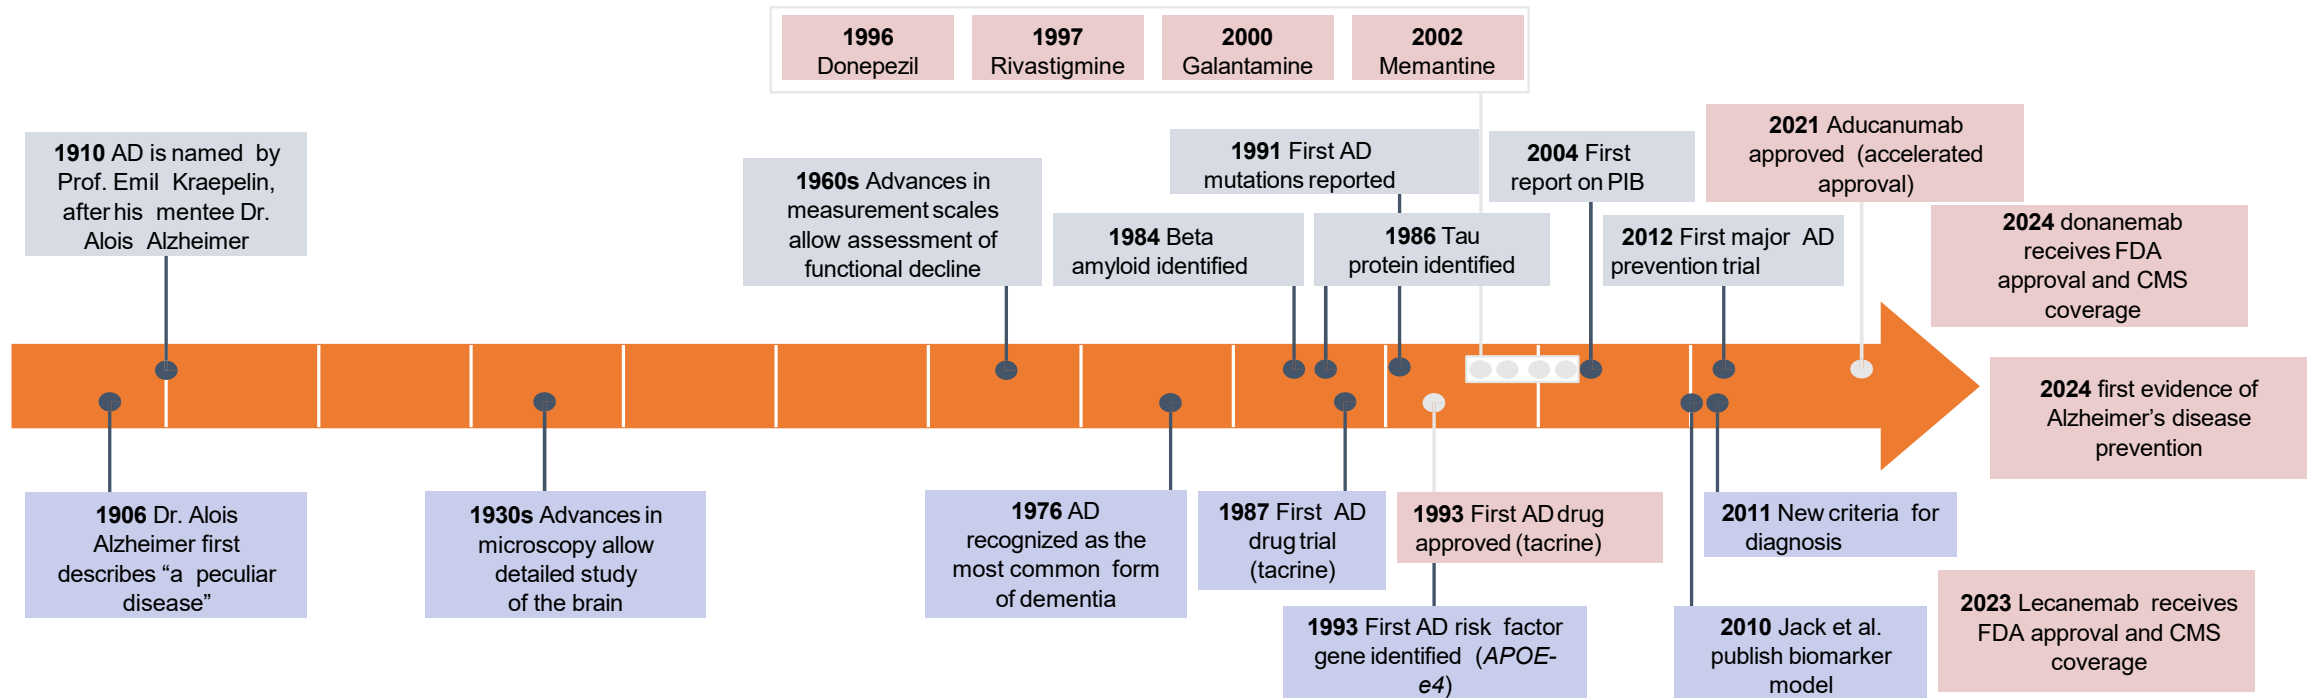 1996
Donepezil
1997
Rivastigmine
2000
Galantamine
2002
Memantine
1910 AD is named by
Prof. Emil Kraepelin,
after his mentee Dr.
Alois Alzheimer
1960s Advances in
measurement scales
allow assessment of
functional decline
1984 Beta
amyloid identified
1991 First AD
mutations reported
1986 Tau
protein identified
2004 First
report on PIB
2012 First major AD
prevention trial
2021 Aducanumab
approved (accelerated
approval)
2024 donanemab
receives FDA
approval and CMS
coverage
2024 first evidence of
Alzheimer’s disease
prevention
1906 Dr. Alois
Alzheimer first
describes “a peculiar
disease”
1930s Advances in
microscopy allow
detailed study
of the brain
1976 AD
recognized as the
most common form
of dementia
1987 First AD
drug trial
(tacrine)
1993 First AD drug
approved (tacrine)
1993 First AD risk factor
gene identified (APOE-
e4)
2011 New criteria for
diagnosis
2010 Jack et al.
publish biomarker
model
2023 Lecanemab receives
FDA approval and CMS
coverage